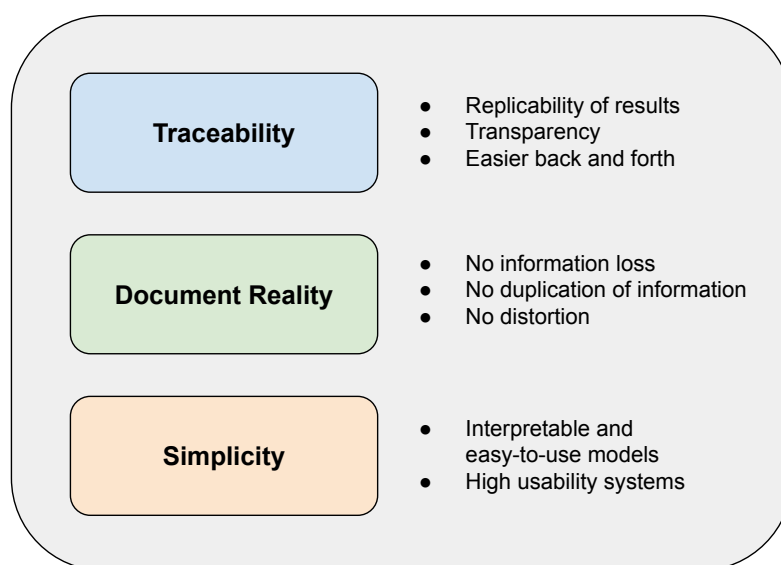 Traceability
● Replicability of results
● Transparency
● Easier back and forth
Document Reality
● No information loss
● No duplication of information
● No distortion
Simplicity
● Interpretable and
easy-to-use models
● High usability systems